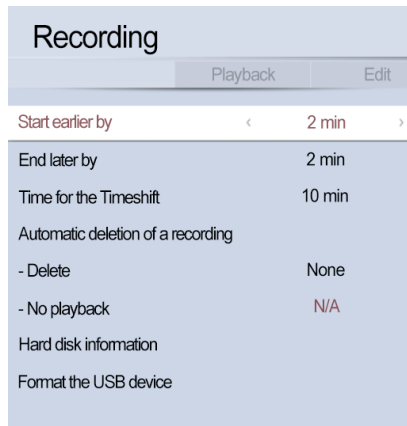 Recording
Playback Edit
Start earlier by ‹ 2 min ›
End later by 2 min
Time for the Timeshift 10 min
Automatic deletion of a recording
- Delete None
- No playback N/A
Hard disk information
Format the USB device